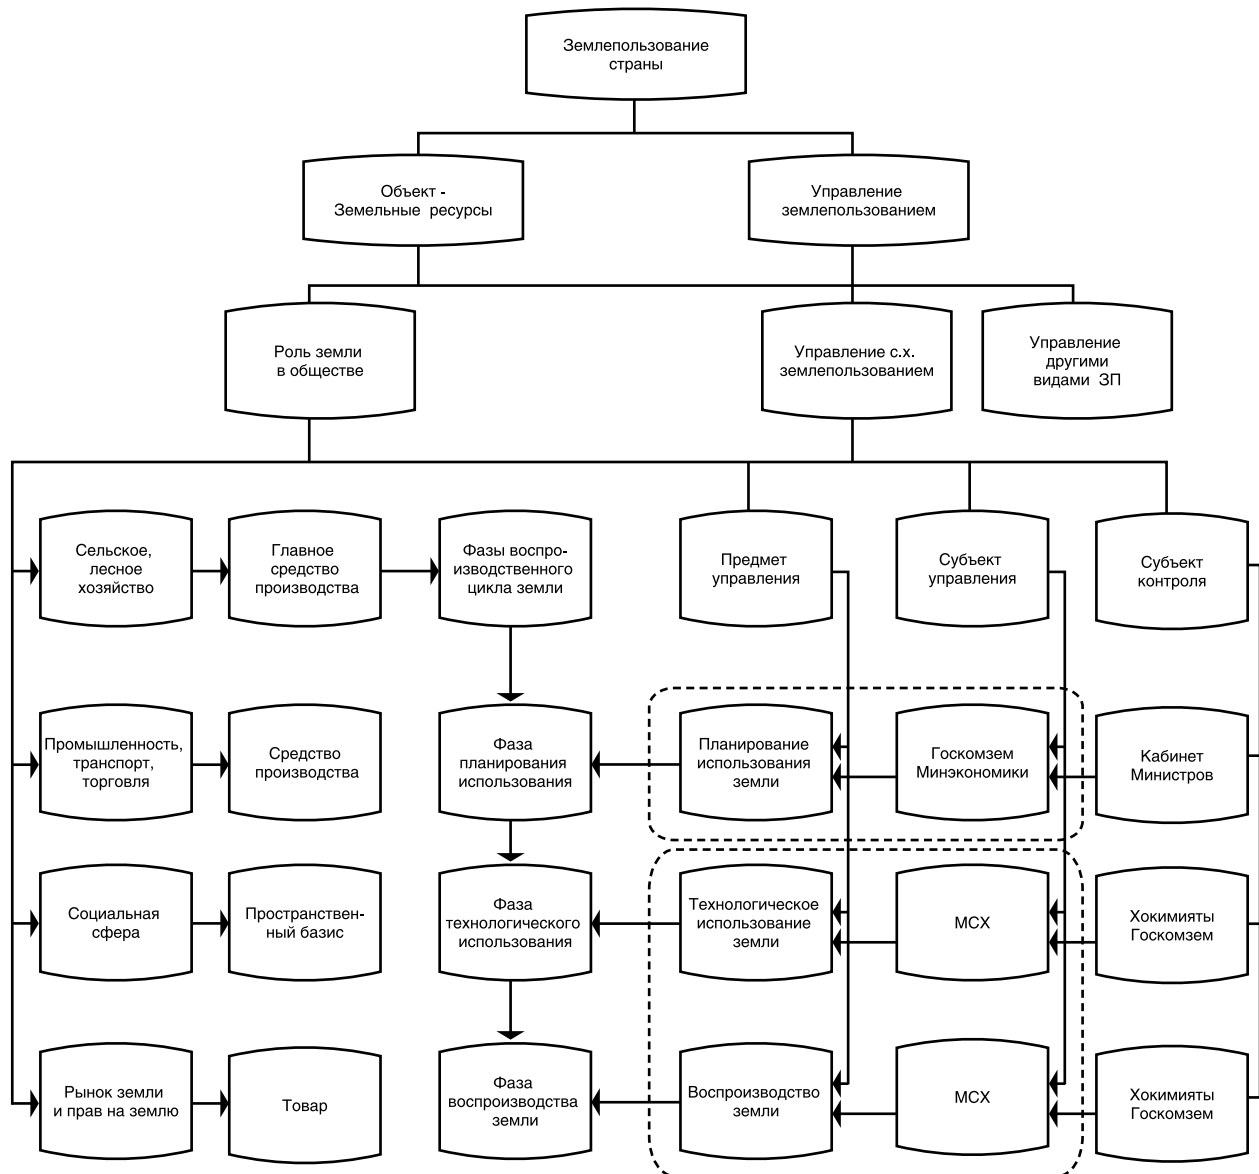 Землепользование
страны
Объект -
Земельные ресурсы
Управление
землепользованием
Роль земли
в обществе
Управление с.х.
землепользованием
Управление
другими
видами ЗП
Сельское,
лесное
хозяйство
Главное
средство
производства
Фазы воспро-
изводственного
цикла земли
Предмет
управления
Субъект
управления
Субъект
контроля
Промышленность,
транспорт,
торговля
Средство
производства
Фаза
планирования
использования
Планирование
использования
земли
Госкомзем
Минэкономики
Кабинет
Министров
Социальная
сфера
Пространствен-
ный базис
Фаза
технологического
использования
Технологическое
использование
земли
МСХ
Хокимияты
Госкомзем
Рынок земли
и прав на землю
Товар
Фаза
воспроизводства
земли
Воспроизводство
земли
МСХ
Хокимияты
Госкомзем